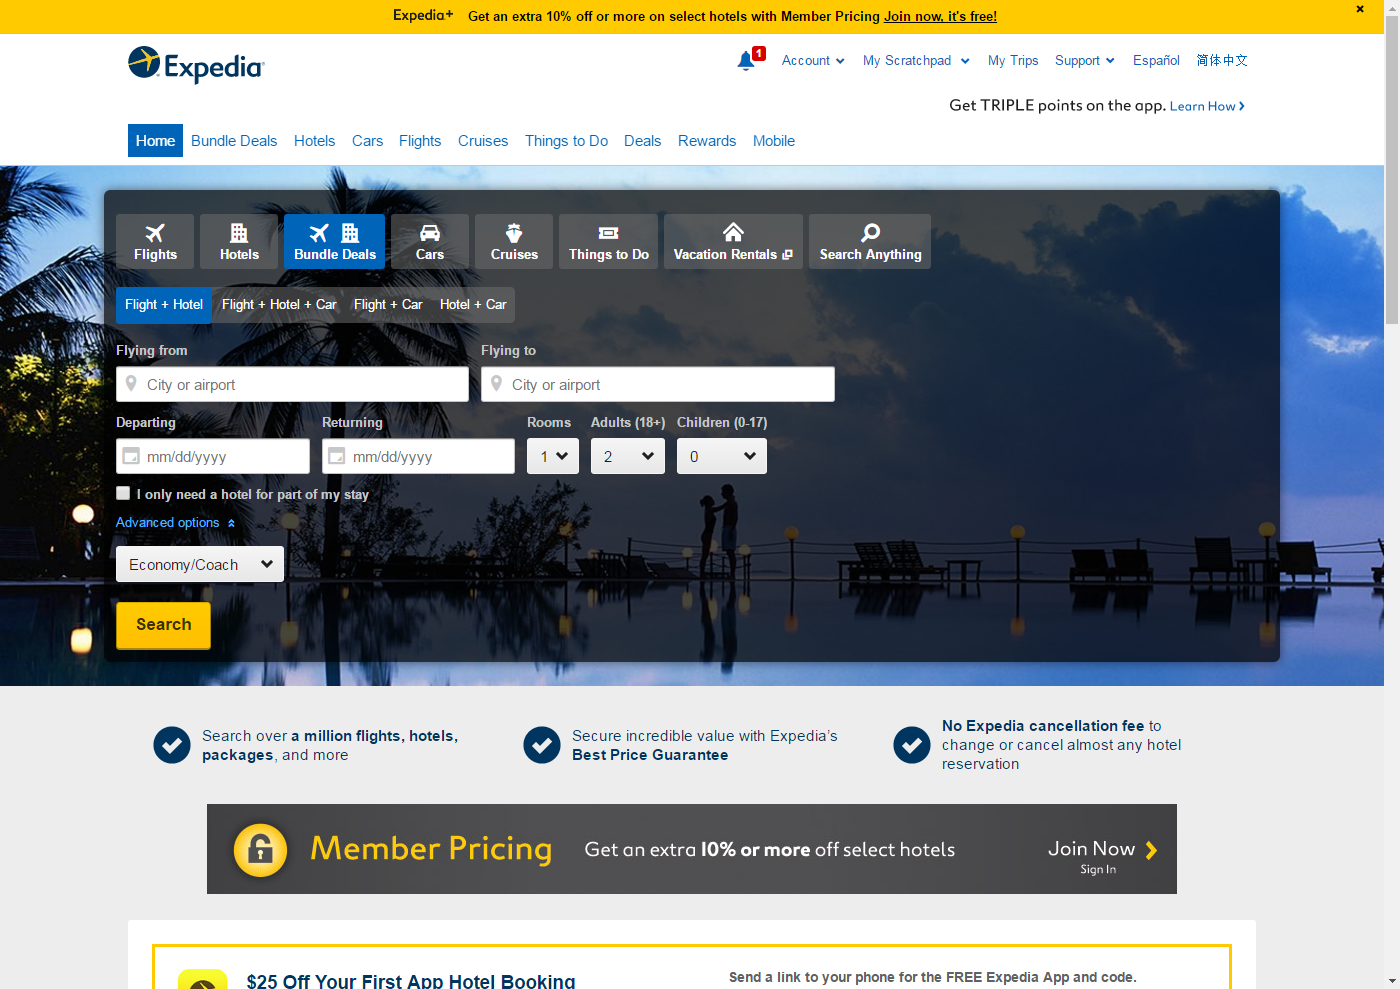 Expedia+ Get an extra 10% off or more on select hotels with Member Pricing Join now, it's free!
Expedia
1 Account My Scratchpad My Trips Support Español 简体中文
Get TRIPLE points on the app. Learn How
Home Bundle Deals Hotels Cars Flights Cruises Things to Do Deals Rewards Mobile
Flights Hotels Bundle Deals Cars Cruises Things to Do Vacation Rentals Search Anything
Flight + Hotel Flight + Hotel + Car Flight + Car Hotel + Car
Flying from Flying to
City or airport City or airport
Departing Returning Rooms Adults (18+) Children (0-17)
mm/dd/yyyy mm/dd/yyyy 1 2 0
I only need a hotel for part of my stay
Advanced options
Economy/Coach
Search
Search over a million flights, hotels,
packages, and more
Secure incredible value with Expedia's
Best Price Guarantee
No Expedia cancellation fee to
change or cancel almost any hotel
reservation
Member Pricing Get an extra 10% or more off select hotels Join Now
Sign In
$25 Off Your First App Hotel Booking
Send a link to your phone for the FREE Expedia App and code.